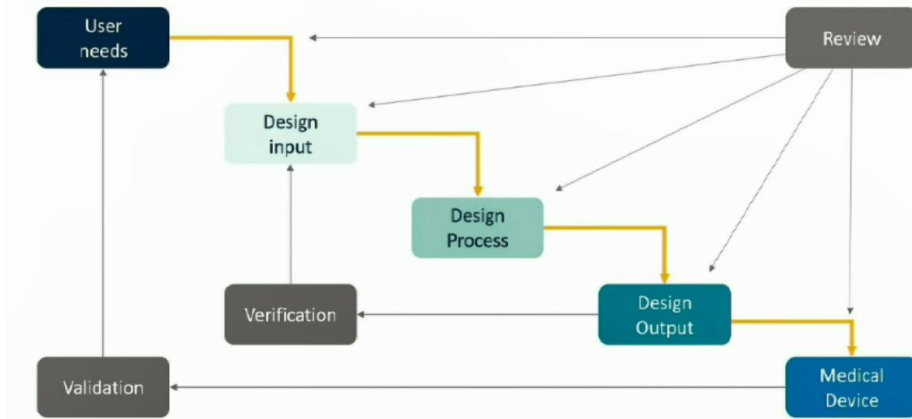 User
needs
Review
Design
input
Design
Process
Verification
Design
Output
Validation
Medical
Device